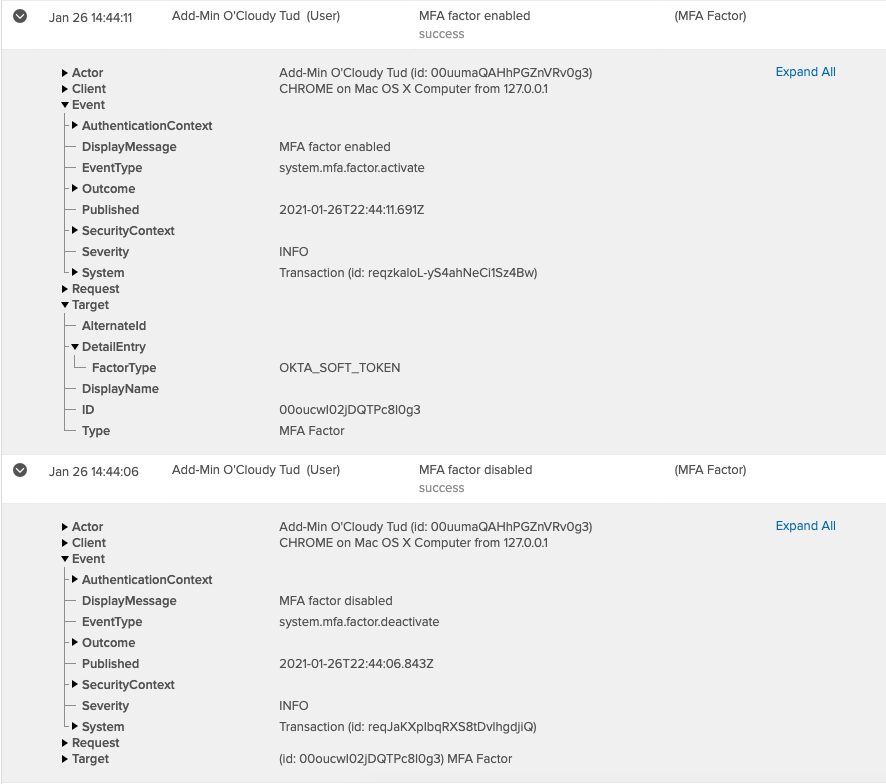 Jan 26 14:44:11 Add-Min O'Cloudy Tud (User) MFA factor enabled (MFA Factor)
success
Actor Add-Min O'Cloudy Tud (id: 00uumaQAHhPGZnVRv0g3) Expand All
Client CHROME on Mac OS X Computer from 127.0.0.1
Event
AuthenticationContext
DisplayMessage MFA factor enabled
EventType system.mfa.factor.activate
Outcome
Published 2021-01-26T22:44:11.691Z
SecurityContext
Severity INFO
System Transaction (id: reqzkaloL-yS4ahNeCi1Sz4Bw)
Request
Target
AlternateId
DetailEntry
FactorType OKTA_SOFT_TOKEN
DisplayName
ID 00oucwI02jDQTPc8I0g3
Type MFA Factor
Jan 26 14:44:06 Add-Min O'Cloudy Tud (User) MFA factor disabled (MFA Factor)
success
Actor Add-Min O'Cloudy Tud (id: 00uumaQAHhPGZnVRv0g3) Expand All
Client CHROME on Mac OS X Computer from 127.0.0.1
Event
AuthenticationContext
DisplayMessage MFA factor disabled
EventType system.mfa.factor.deactivate
Outcome
Published 2021-01-26T22:44:06.843Z
SecurityContext
Severity INFO
System Transaction (id: reqJaKXpIbqRXS8tDvlhgdjiQ)
Request
Target (id: 00oucwI02jDQTPc8I0g3) MFA Factor